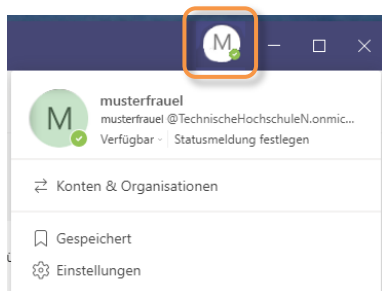 M
musterfrauel
M
musterfrauel @TechnischeHochschuleN.onmic...
Verfügbar
Statusmeldung festlegen
Konten & Organisationen
Gespeichert
Einstellungen